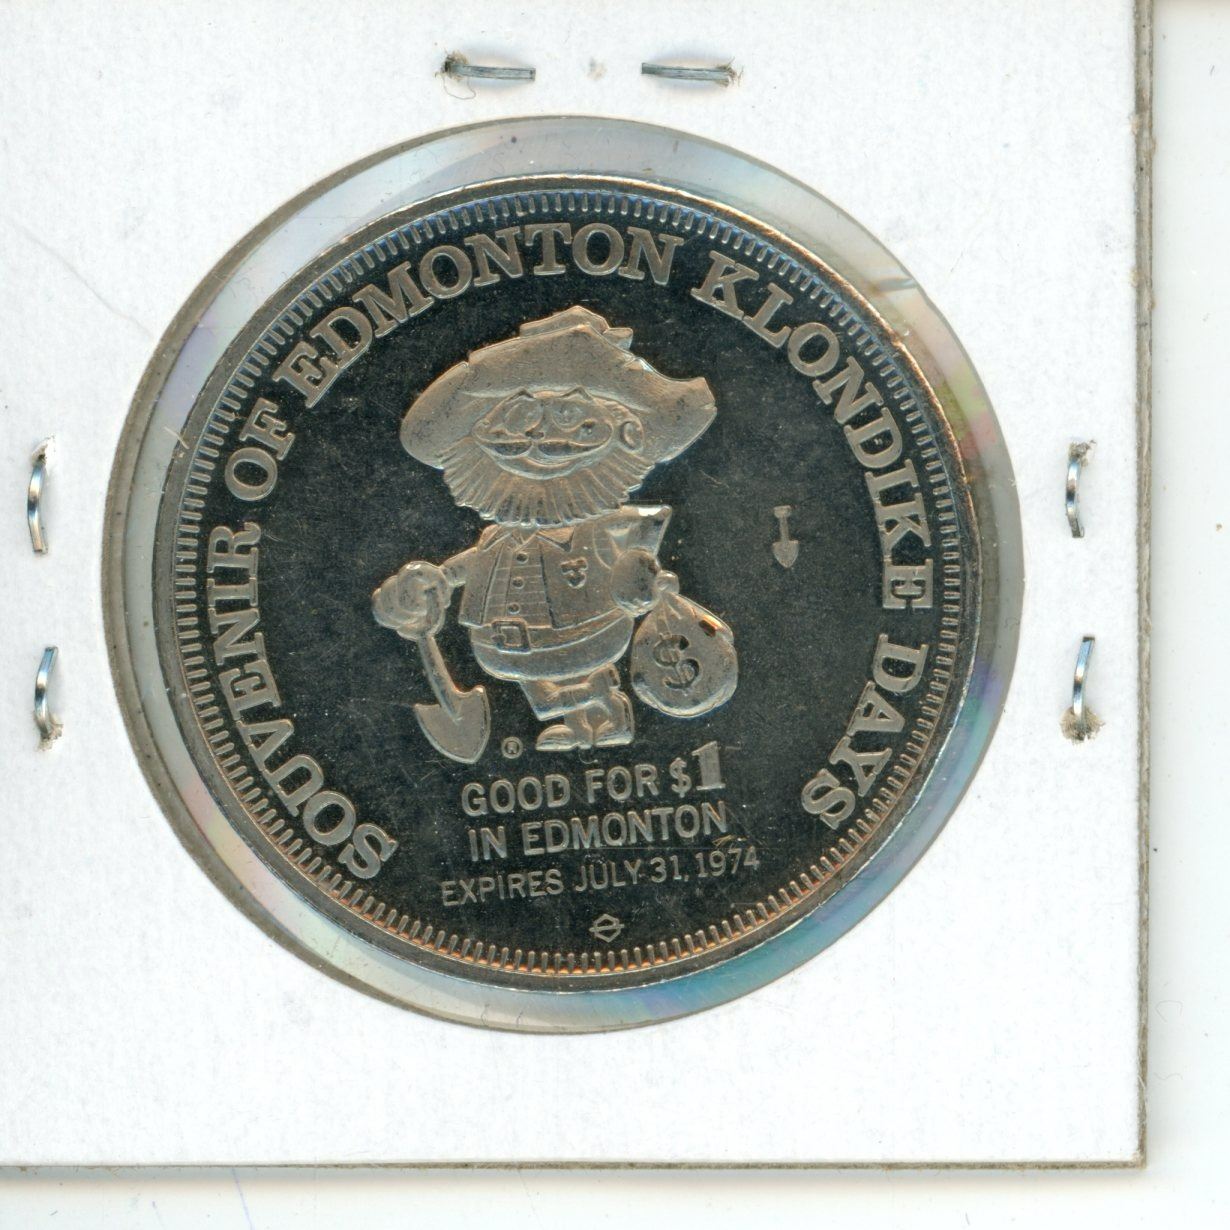 SOUVENIR OF EDMONTON KLONDIKE DAYS
$
®
GOOD FOR $1
IN EDMONTON
EXPIRES JULY 31, 1974